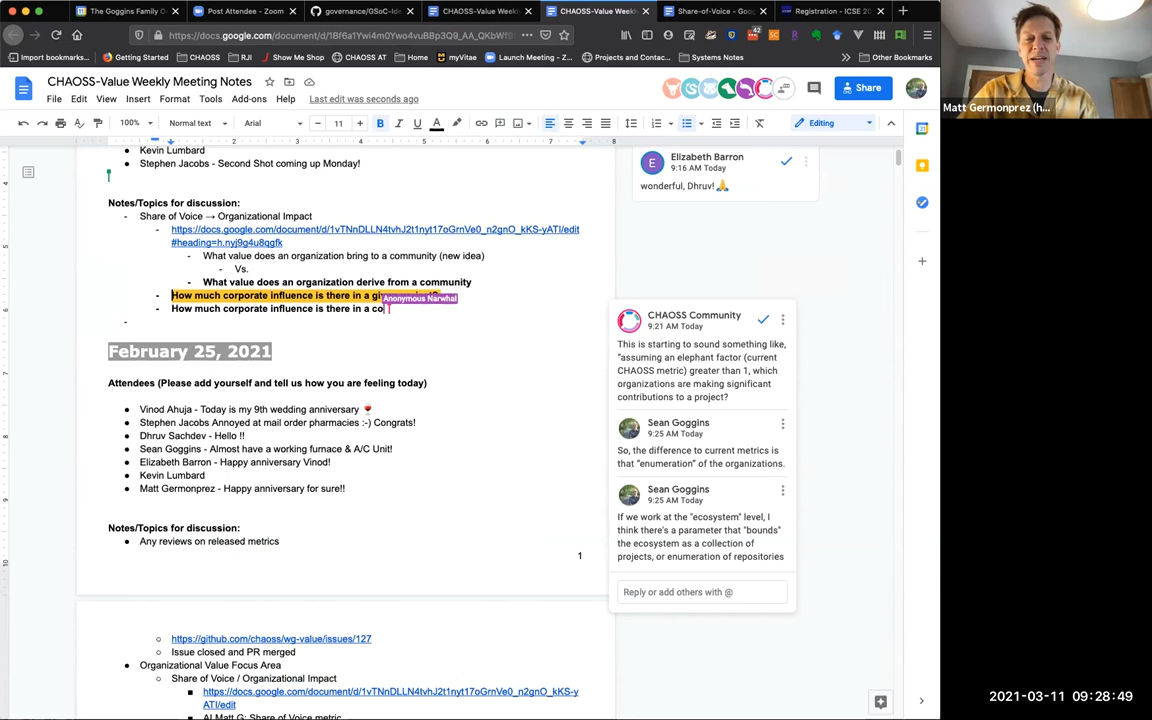 The Goggins Family O
Post Attendee - Zoom
governance/GSoC-Ide
CHAOSS-Value Weekl
CHAOSS-Value Weekly
Share-of-Voice - Goog
Registration - ICSE 20
https://docs.google.com/document/d/1Bf6a1Ywi4m0Ywo4vuBBp3Q9_AA_QKbWf9
Import bookmarks...
Getting Started
CHAOSS
RJI
Show Me Shop
CHAOSS AT
Home
myVitae
Launch Meeting - Z...
Projects and Contac...
Systems Notes
Other Bookmarks
42
CHAOSS-Value Weekly Meeting Notes
File Edit View Insert Format Tools Add-ons Help Last edit was seconds ago
Share
100% Normal text Arial 11 Editing
Kevin Lumbard
Stephen Jacobs - Second Shot coming up Monday!
Notes/Topics for discussion:
Share of Voice → Organizational Impact
https://docs.google.com/document/d/1vTNnDLLN4tvhJ2t1nyt17oGrnVe0_n2gnO_kKS-yATI/edit
#heading=h.nyj9g4u8qgfk
What value does an organization bring to a community (new idea)
Vs.
What value does an organization derive from a community
How much corporate influence is there in a gi
Anonymous Narwhal
How much corporate influence is there in a co
February 25, 2021
Attendees (Please add yourself and tell us how you are feeling today)
Vinod Ahuja - Today is my 9th wedding anniversary 🍷
Stephen Jacobs Annoyed at mail order pharmacies :-) Congrats!
Dhruv Sachdev - Hello !!
Sean Goggins - Almost have a working furnace & A/C Unit!
Elizabeth Barron - Happy anniversary Vinod!
Kevin Lumbard
Matt Germonprez - Happy anniversary for sure!!
Notes/Topics for discussion:
Any reviews on released metrics
1
https://github.com/chaoss/wg-value/issues/127
Issue closed and PR merged
Organizational Value Focus Area
Share of Voice / Organizational Impact
https://docs.google.com/document/d/1vTNnDLLN4tvhJ2t1nyt17oGrnVe0_n2gnO_kKS-y
ATI/edit
AI Matt G: Share of Voice metric
E
Elizabeth Barron
9:16 AM Today
wonderful, Dhruv!🙏
CHAOSS Community
9:21 AM Today
This is starting to sound something like,
"assuming an elephant factor (current
CHAOSS metric) greater than 1, which
organizations are making significant
contributions to a project?
Sean Goggins
9:25 AM Today
So, the difference to current metrics is
that "enumeration" of the organizations.
Sean Goggins
9:25 AM Today
If we work at the "ecosystem" level, I
think there's a parameter that "bounds"
the ecosystem as a collection of
projects, or enumeration of repositories
Reply or add others with @
Matt Germonprez (h...
2021-03-11 09:28:49